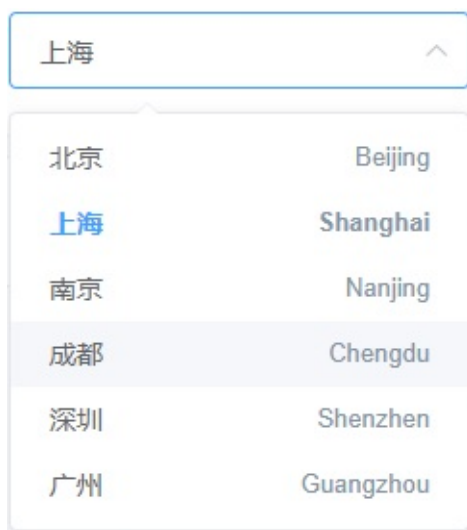 上海
北京 Beijing
上海 Shanghai
南京 Nanjing
成都 Chengdu
深圳 Shenzhen
广州 Guangzhou